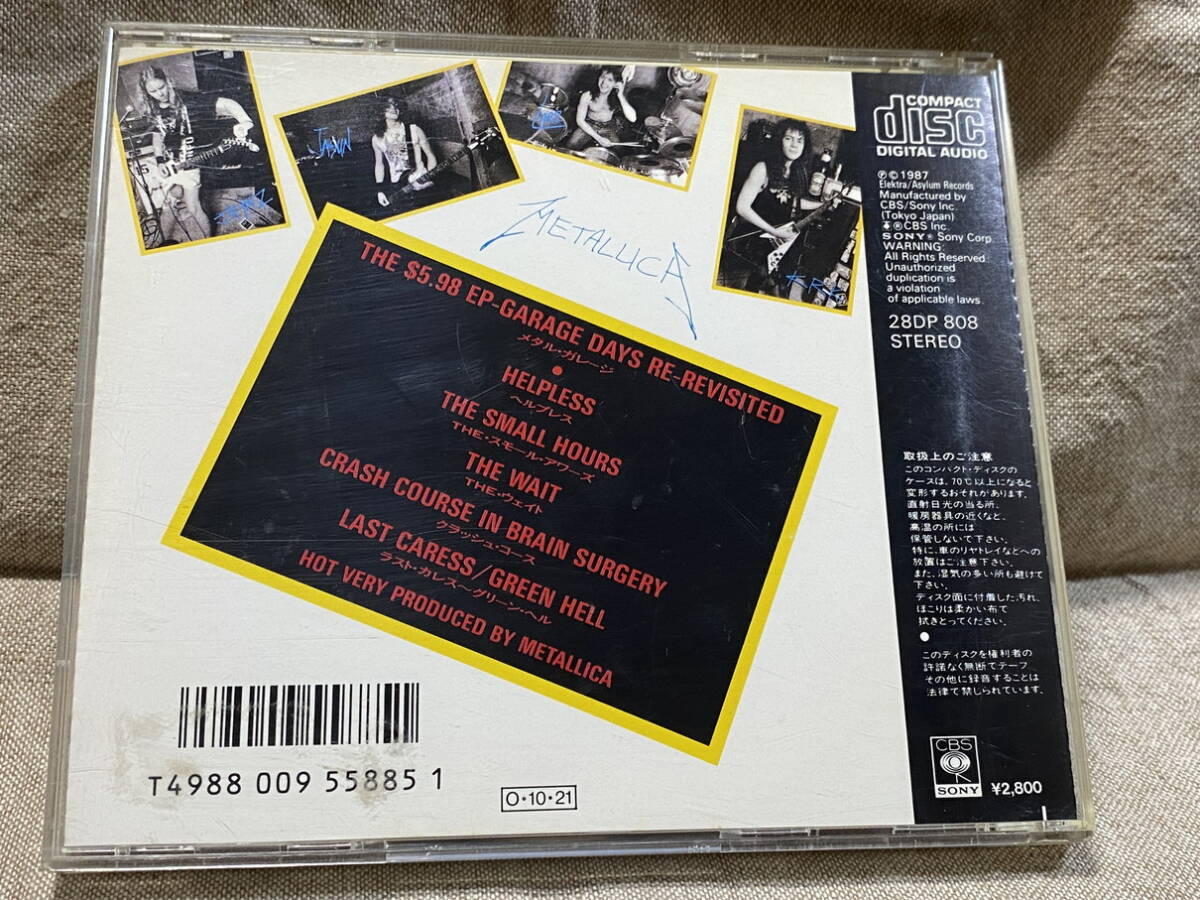 JASUN
METALLICA
THE $5.98 EP-GARAGE DAYS RE-REVISITED
メタル・ガレージ
●
HELPLESS
ヘルプレス
THE SMALL HOURS
THE・スモール・アワーズ
THE WAIT
THE・ウェイト
CRASH COURSE IN BRAIN SURGERY
クラッシュ・コース
LAST CARESS/GREEN HELL
ラスト・カレス〜グリーン・ヘル
HOT VERY PRODUCED BY METALLICA
T4988 009 55885 1
O・10・21
COMPACT
disc
DIGITAL AUDIO
℗©1987
Elektra/Asylum Records
Manufactured by
CBS/Sony Inc.
(Tokyo Japan)
®CBS Inc.
SONY® Sony Corp.
WARNING:
All Rights Reserved.
Unauthorized
duplication is
a violation
of applicable laws.
28DP 808
STEREO
取扱上のご注意
このコンパクト・ディスクの
ケースは、70℃以上になると
変形するおそれがあります。
直射日光の当る所、
暖房器具の近くなど、
高温の所には
保管しないで下さい。
特に、車のリヤトレイなどへの
放置はご注意下さい。
また、湿気の多い所も避けて
下さい。
ディスク面に付着した汚れ、
ほこりは柔かい布で
拭きとってください。
●
このディスクを権利者の
許諾なく無断でテープ
その他に録音することは
法律で禁じられています。
CBS
SONY
¥2,800